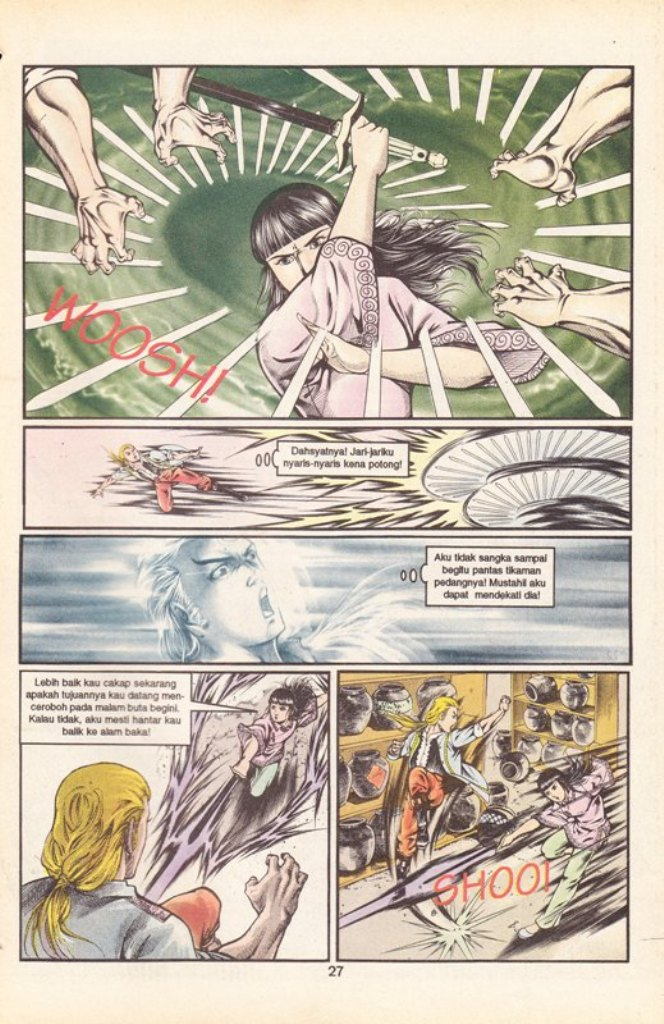 WOOSH!
Dahsyatnya! Jari-jariku
nyaris-nyaris kena potong!
Aku tidak sangka sampai
begitu pantas tikaman
pedangnya! Mustahil aku
dapat mendekati dia!
Lebih baik kau cakap sekarang
apakah tujuannya kau datang men-
ceroboh pada malam buta begini.
Kalau tidak, aku mesti hantar kau
balik ke alam baka!
SHOOI
27